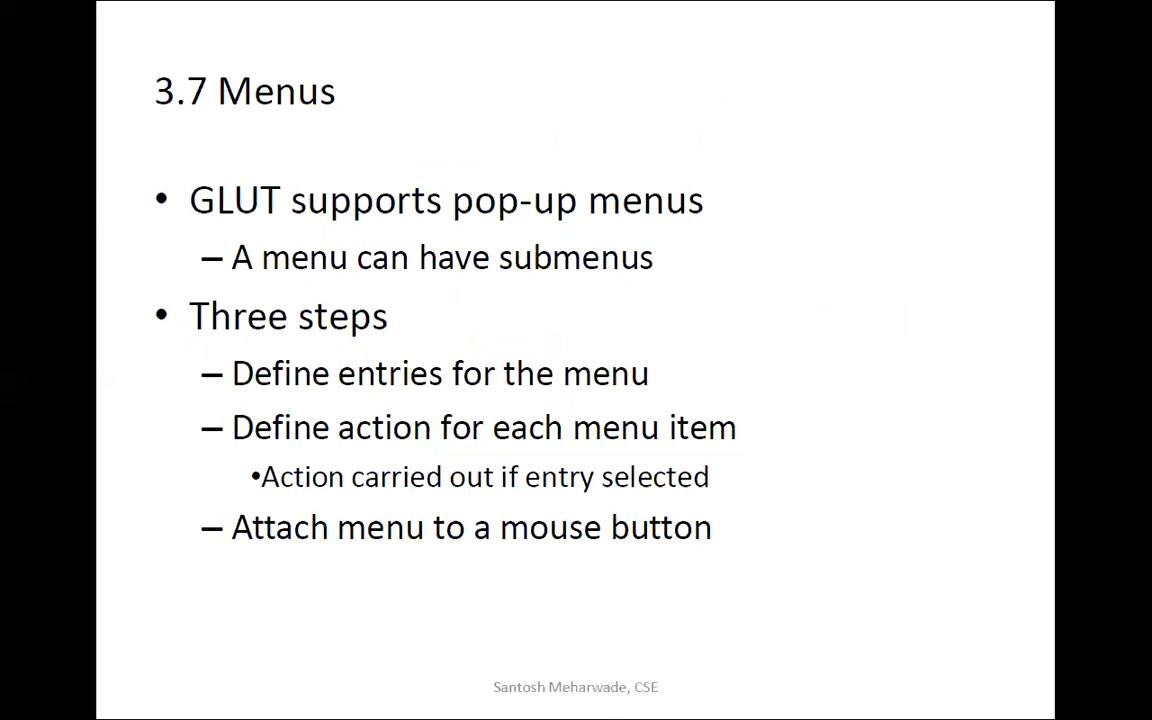 3.7 Menus
• GLUT supports pop-up menus
– A menu can have submenus
• Three steps
– Define entries for the menu
– Define action for each menu item
•Action carried out if entry selected
– Attach menu to a mouse button
Santosh Meharwade, CSE